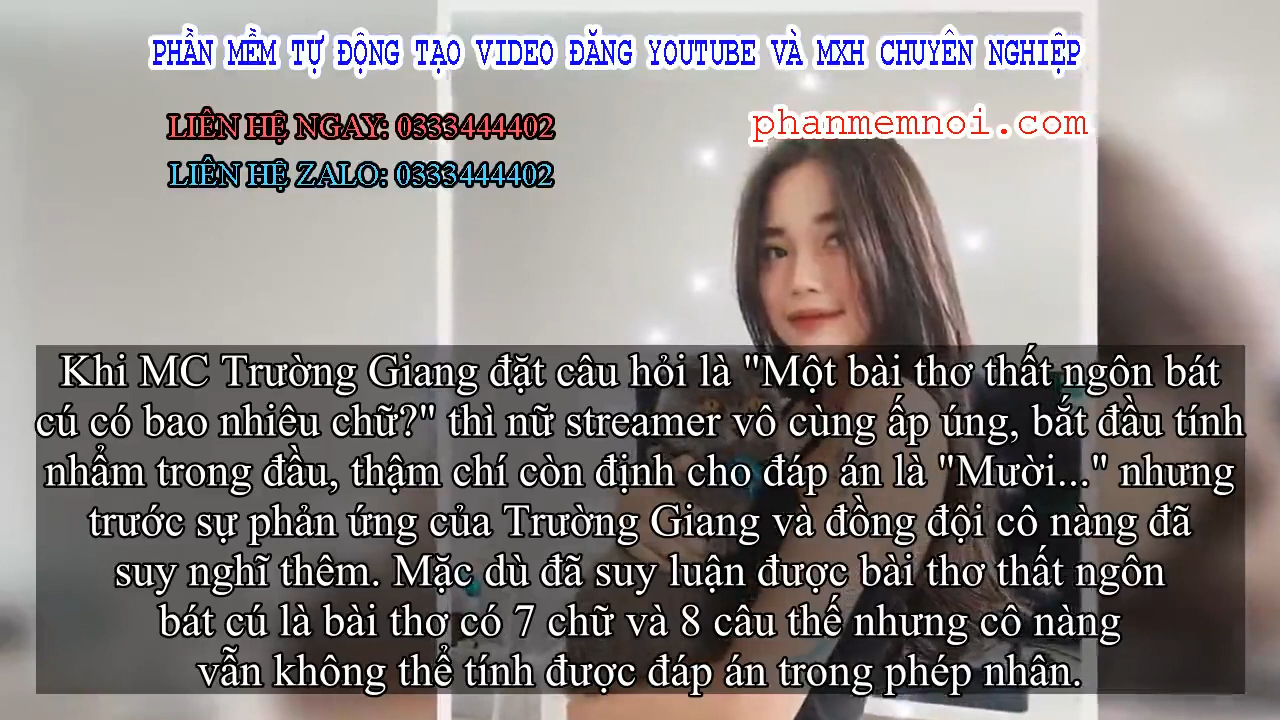 PHẦN MỀM TỰ ĐỘNG TẠO VIDEO ĐĂNG YOUTUBE VÀ MXH CHUYÊN NGHIỆP
LIÊN HỆ NGAY: 0333444402
phanmemnoi.com
LIÊN HỆ ZALO: 0333444402
Khi MC Trường Giang đặt câu hỏi là "Một bài thơ thất ngôn bát
cú có bao nhiêu chữ?" thì nữ streamer vô cùng ấp úng, bắt đầu tính
nhẩm trong đầu, thậm chí còn định cho đáp án là "Mười..." nhưng
trước sự phản ứng của Trường Giang và đồng đội cô nàng đã
suy nghĩ thêm. Mặc dù đã suy luận được bài thơ thất ngôn
bát cú là bài thơ có 7 chữ và 8 câu thế nhưng cô nàng
vẫn không thể tính được đáp án trong phép nhân.